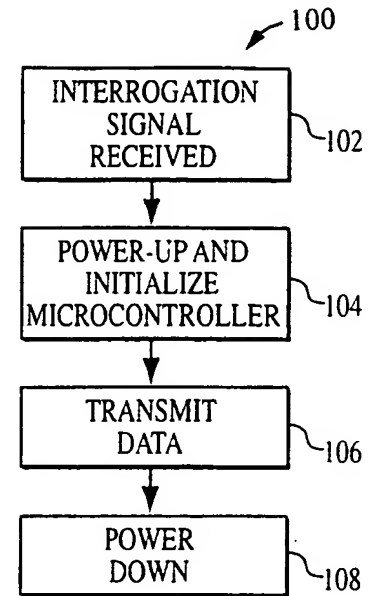 100
INTERROGATION
SIGNAL
RECEIVED
102
POWER-UP AND
INITIALIZE
MICROCONTROLLER
104
TRANSMIT
DATA
106
POWER
DOWN
108